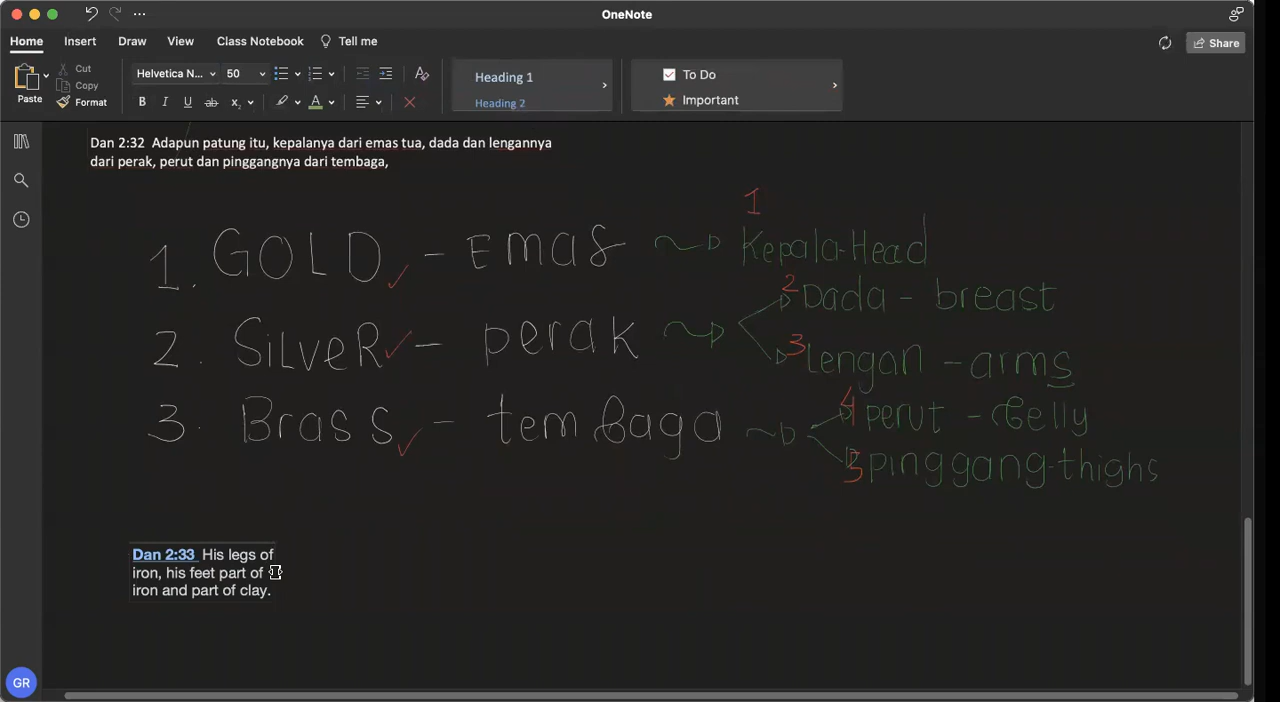 OneNote
Home Insert Draw View Class Notebook Tell me
Share
Paste
Cut
Copy
Format
Helvetica N... 50
B I U ab x A
Heading 1
Heading 2
To Do
Important
Dan 2:32 Adapun patung itu, kepalanya dari emas tua, dada dan lengannya
dari perak, perut dan pinggangnya dari tembaga,
1
1. GOLD - EMAS Kepala-Head
2 Dada - breast
2. SiLveR - perak
3 Lengan - arms
3. Brass - tembaga
4 perut - Belly
5 pinggang-thighs
Dan 2:33 His legs of
iron, his feet part of
iron and part of clay.
GR